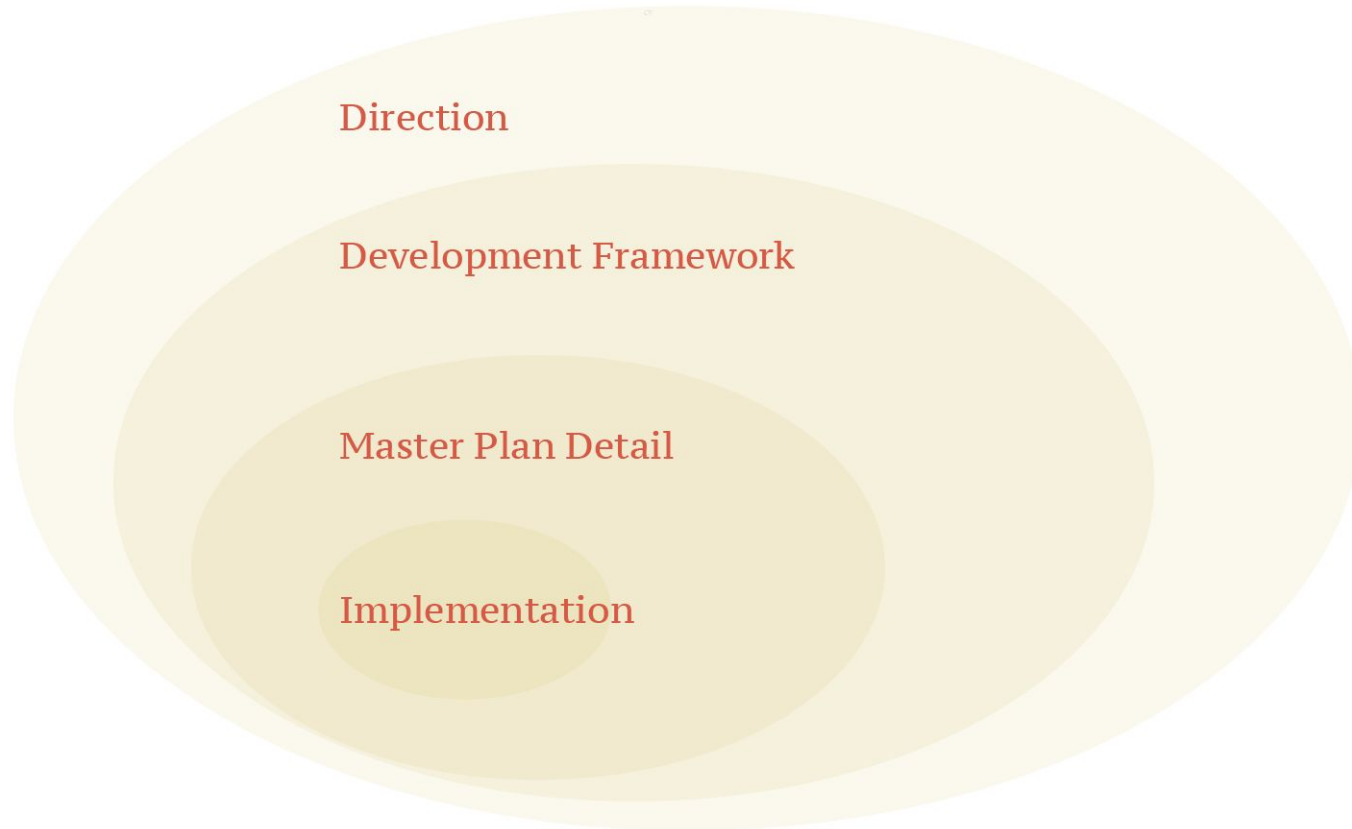 Direction
Development Framework
Master Plan Detail
Implementation